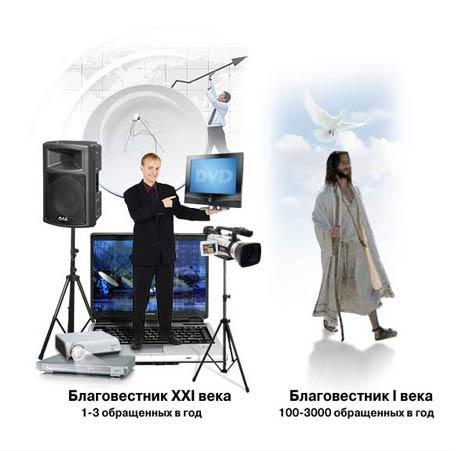 DVD
Благовестник XXI века
1-3 обращенных в год
Благовестник I века
100-3000 обращенных в год